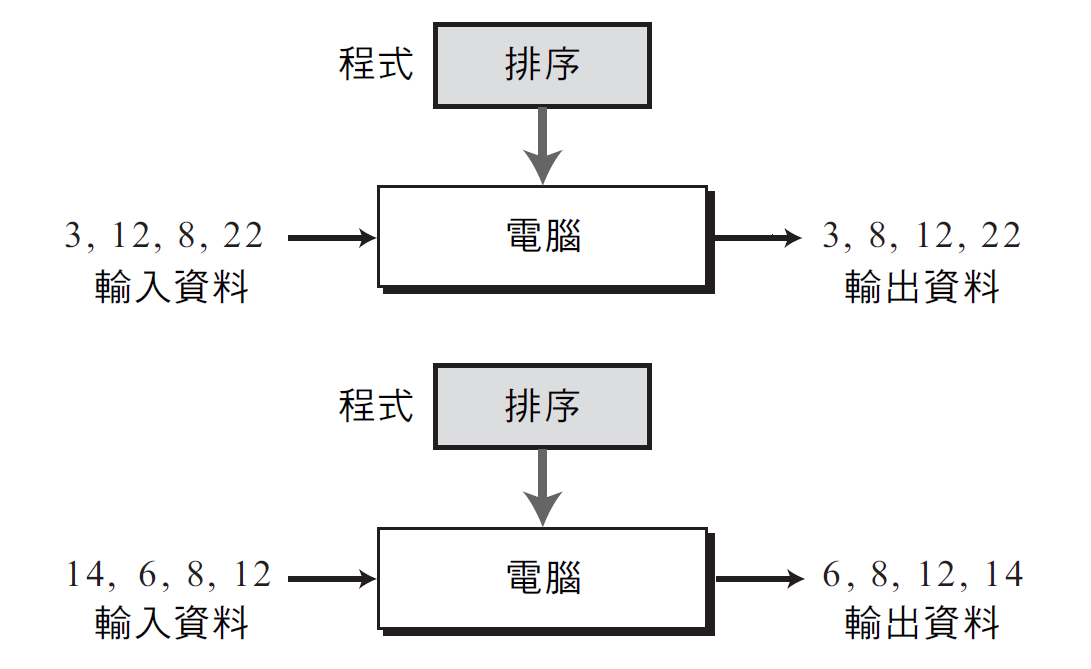 程式 排序
3, 12, 8, 22 電腦 3, 8, 12, 22
輸入資料 輸出資料
程式 排序
14, 6, 8, 12 電腦 6, 8, 12, 14
輸入資料 輸出資料